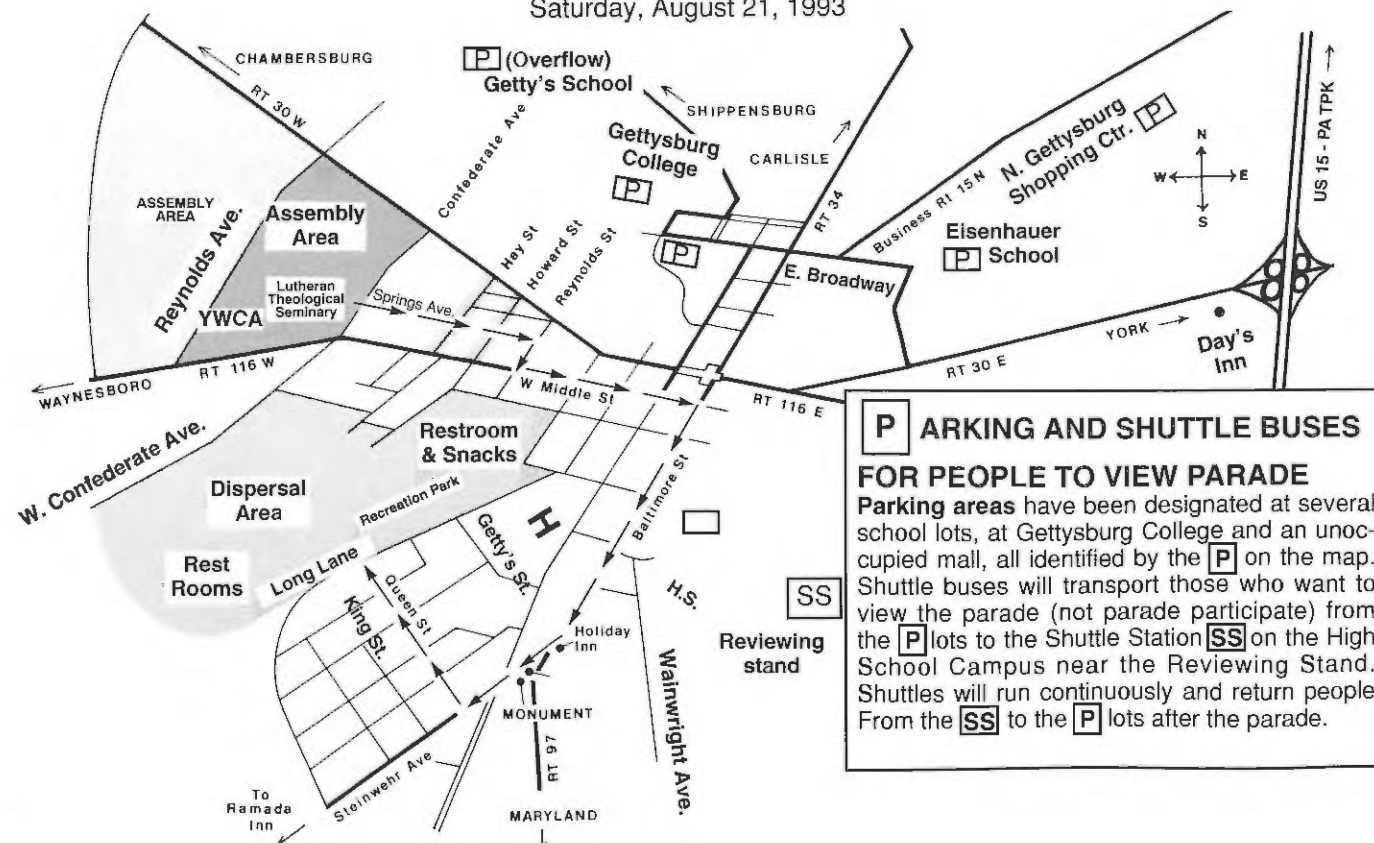 Saturday, August 21, 1993
CHAMBERSBURG
RT 30 W
P (Overflow)
Getty's School
Confederate Ave
SHIPPENSBURG
Gettysburg
College
P
CARLISLE
RT 34
P
N. Gettysburg
Shopping Ctr. P
Business Rt 15 N
N
W E
S
US 15 - PA TPK
ASSEMBLY
AREA
Reynolds Ave.
Assembly
Area
Hay St
Howard St
Reynolds St
Eisenhauer
P School
E. Broadway
Lutheran
Theological
Seminary
Springs Ave.
YWCA
YORK
Day's
Inn
RT 30 E
WAYNESBORO
RT 116 W
W Middle St
RT 116 E
W. Confederate Ave.
Restroom
& Snacks
Dispersal
Area
Recreation Park
Baltimore St
H
Getty's St.
Rest
Rooms
Long Lane
Queen St
King St.
H.S.
SS
Reviewing
stand
Holiday
Inn
Wainwright Ave.
MONUMENT
RT 97
Steinwehr Ave
To
Ramada
Inn
MARYLAND
P ARKING AND SHUTTLE BUSES
FOR PEOPLE TO VIEW PARADE
Parking areas have been designated at several
school lots, at Gettysburg College and an unoc-
cupied mall, all identified by the P on the map.
Shuttle buses will transport those who want to
view the parade (not parade participate) from
the P lots to the Shuttle Station SS on the High
School Campus near the Reviewing Stand.
Shuttles will run continuously and return people
From the SS to the P lots after the parade.